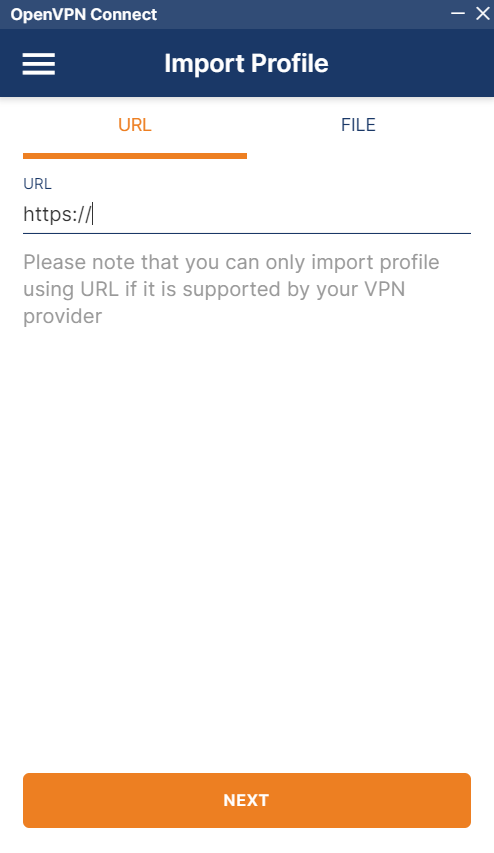 OpenVPN Connect
Import Profile
URL
FILE
URL
https://
Please note that you can only import profile
using URL if it is supported by your VPN
provider
NEXT